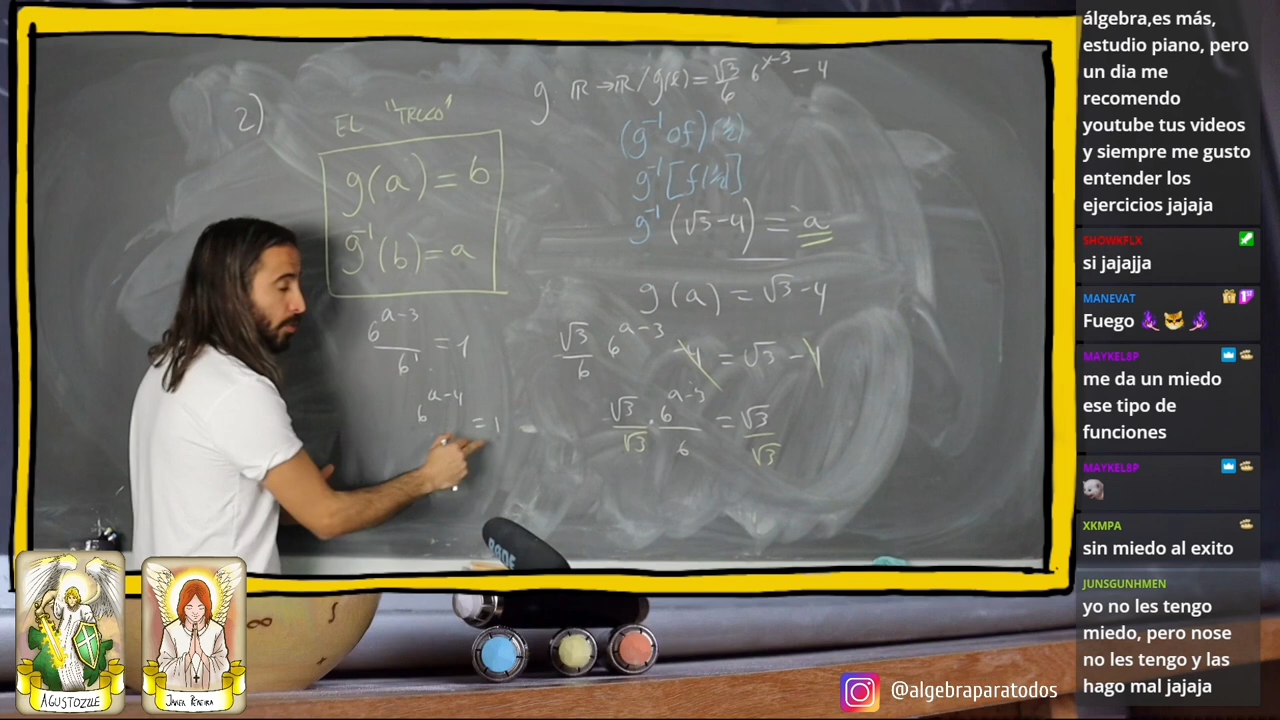 2)
EL "TRUCO"
g(a) = b
g⁻¹(b) = a
6^(a-3)/6¹ = 1
6^(a-4) = 1
g: ℝ → ℝ / g(x) = √3/6 6^(x-3) - 4
(g⁻¹ o f)(½)
g⁻¹[f(½)]
g⁻¹(√3-4) = a
g(a) = √3-4
√3/6 6^(a-3) -4 = √3 -4
√3/√3 · 6^(a-3)/6 = √3/√3
RODE
∞
AGUSTOZZLE
@algebraparatodos
álgebra,es más,
estudio piano, pero
un dia me
recomendo
youtube tus videos
y siempre me gusto
entender los
ejercicios jajaja
SHOWKFLX
si jajajja
MANEVAT
1ST
Fuego
MAYKEL8P
me da un miedo
ese tipo de
funciones
MAYKEL8P
XKMPA
sin miedo al exito
JUNSGUNHMEN
yo no les tengo
miedo, pero nose
no les tengo y las
hago mal jajaja